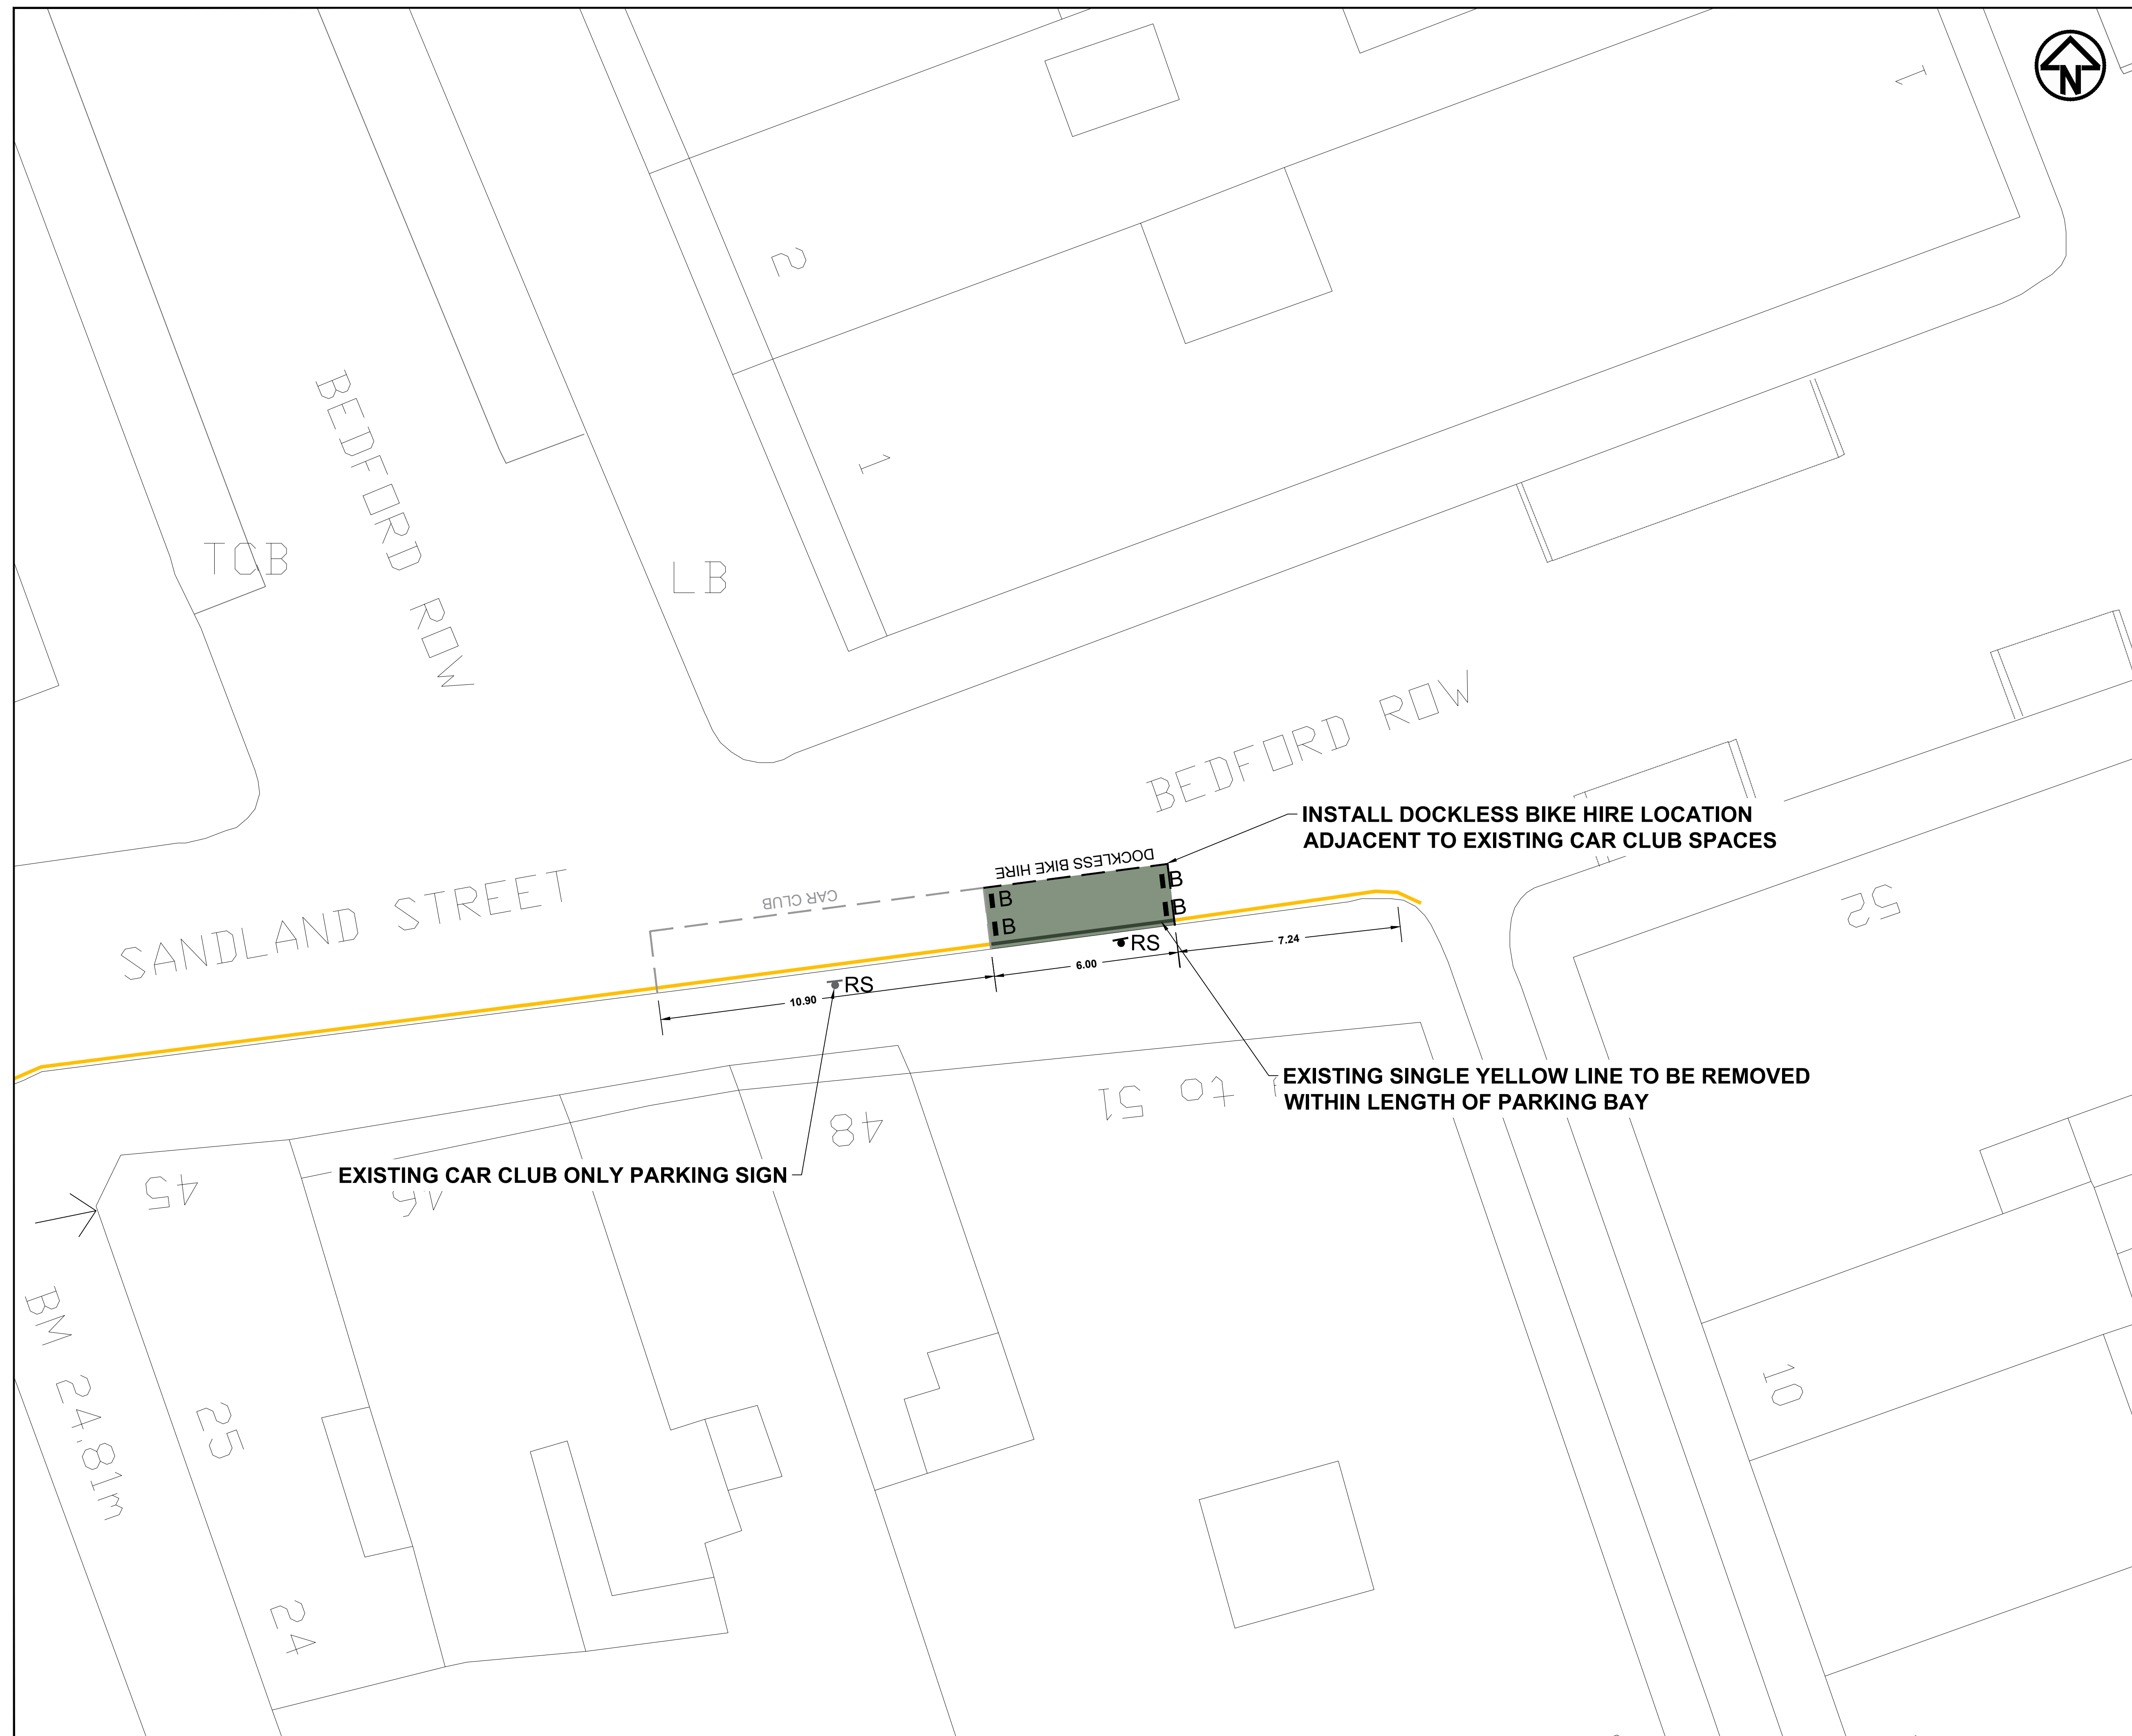 N
1
2
BEDFORD ROW
1
TCB
LB
BEDFORD ROW
INSTALL DOCKLESS BIKE HIRE LOCATION
ADJACENT TO EXISTING CAR CLUB SPACES
DOCKLESS BIKE HIRE
CAR CLUB
B
B
B
B
SANDLAND STREET
52
RS
7.24
6.00
RS
10.90
EXISTING SINGLE YELLOW LINE TO BE REMOVED
WITHIN LENGTH OF PARKING BAY
to 51
48
EXISTING CAR CLUB ONLY PARKING SIGN
45
46
BM 24.81m
25
10
24